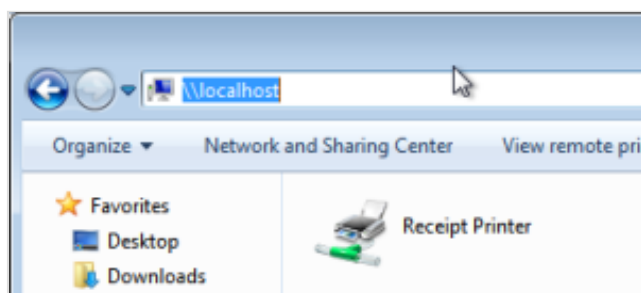 \\localhost
Organize Network and Sharing Center View remote pri
Favorites
Desktop
Downloads
Receipt Printer